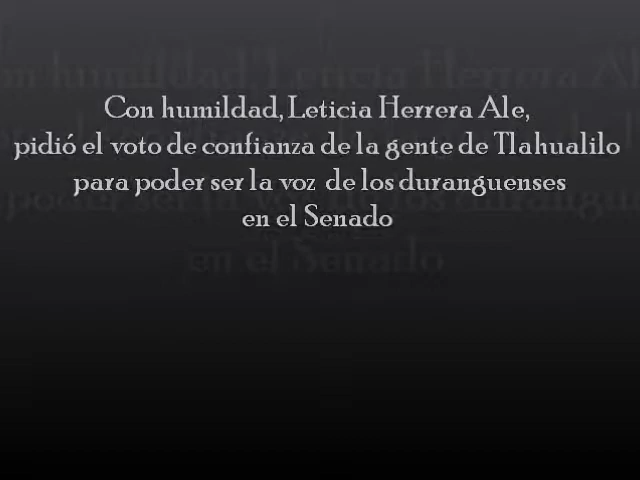 Con humildad, Leticia Herrera Ale,
pidió el voto de confianza de la gente de Tlahualilo
para poder ser la voz de los duranguenses
en el Senado